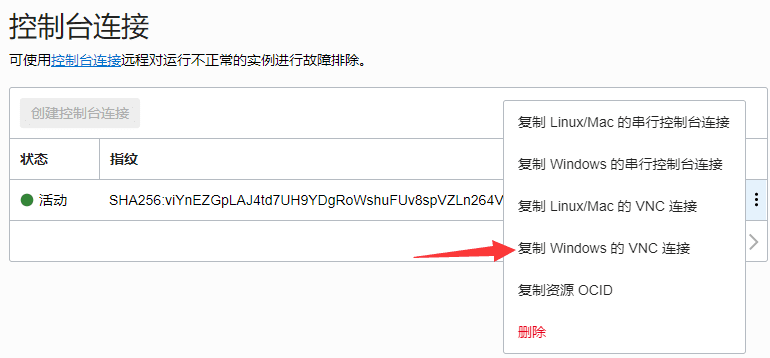 控制台连接
可使用控制台连接远程对运行不正常的实例进行故障排除。
创建控制台连接
状态
指纹
活动
SHA256:viYnEZGpLAJ4td7UH9YDgRoWshuFUv8spVZLn264V
复制 Linux/Mac 的串行控制台连接
复制 Windows 的串行控制台连接
复制 Linux/Mac 的 VNC 连接
复制 Windows 的 VNC 连接
复制资源 OCID
删除